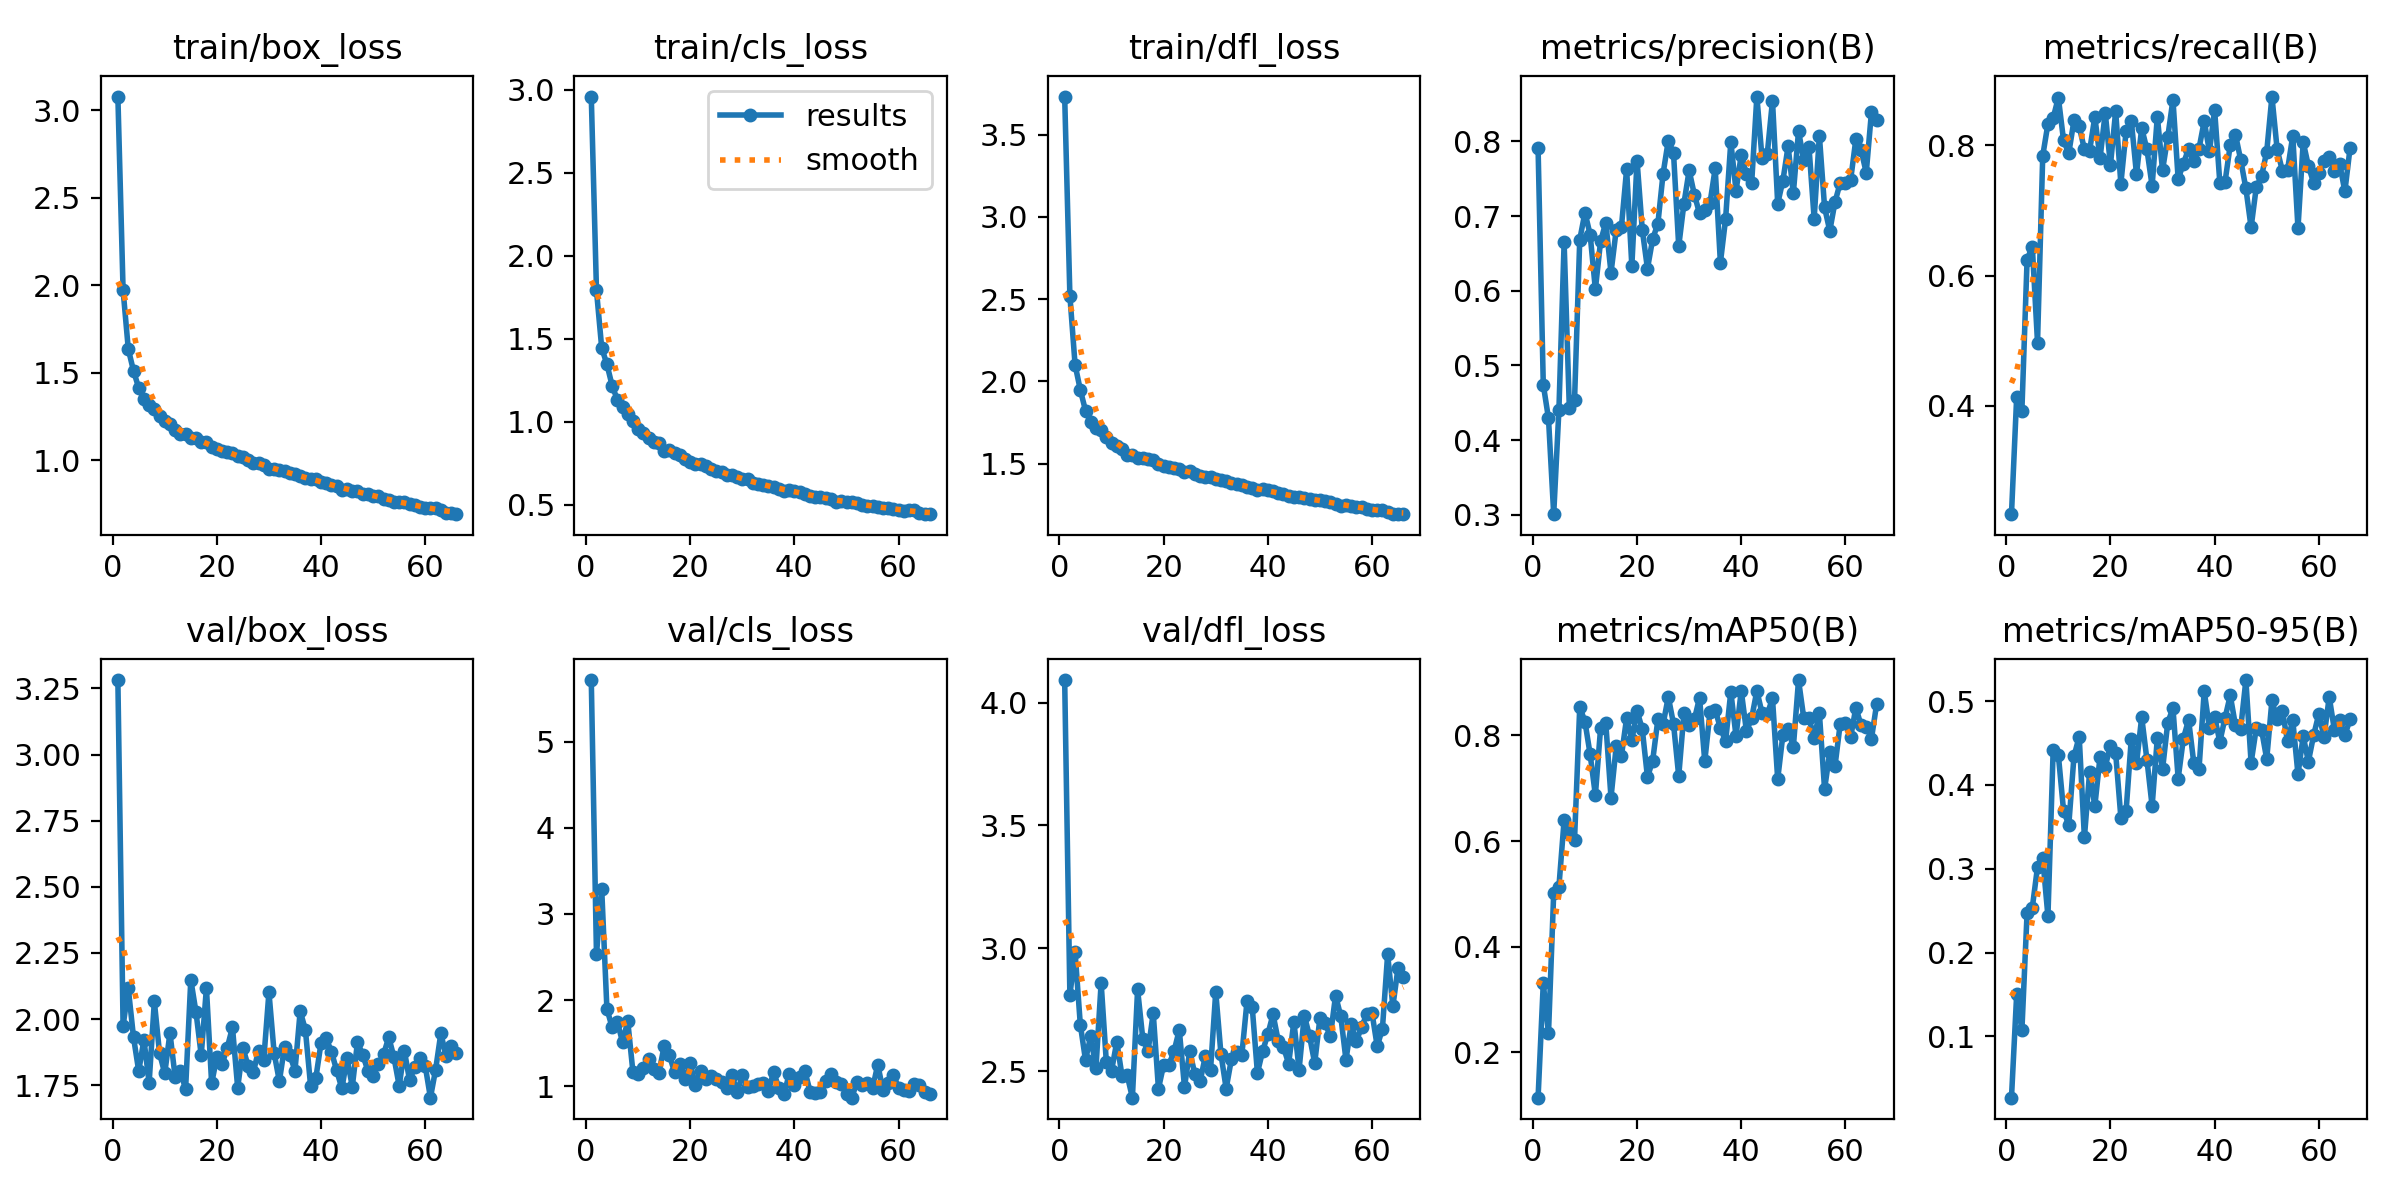 train/box_loss
3.0
2.5
2.0
1.5
1.0
0 20 40 60
train/cls_loss
results
smooth
3.0
2.5
2.0
1.5
1.0
0.5
0 20 40 60
train/dfl_loss
3.5
3.0
2.5
2.0
1.5
0 20 40 60
metrics/precision(B)
0.8
0.7
0.6
0.5
0.4
0.3
0 20 40 60
metrics/recall(B)
0.8
0.6
0.4
0 20 40 60
val/box_loss
3.25
3.00
2.75
2.50
2.25
2.00
1.75
0 20 40 60
val/cls_loss
5
4
3
2
1
0 20 40 60
val/dfl_loss
4.0
3.5
3.0
2.5
0 20 40 60
metrics/mAP50(B)
0.8
0.6
0.4
0.2
0 20 40 60
metrics/mAP50-95(B)
0.5
0.4
0.3
0.2
0.1
0 20 40 60